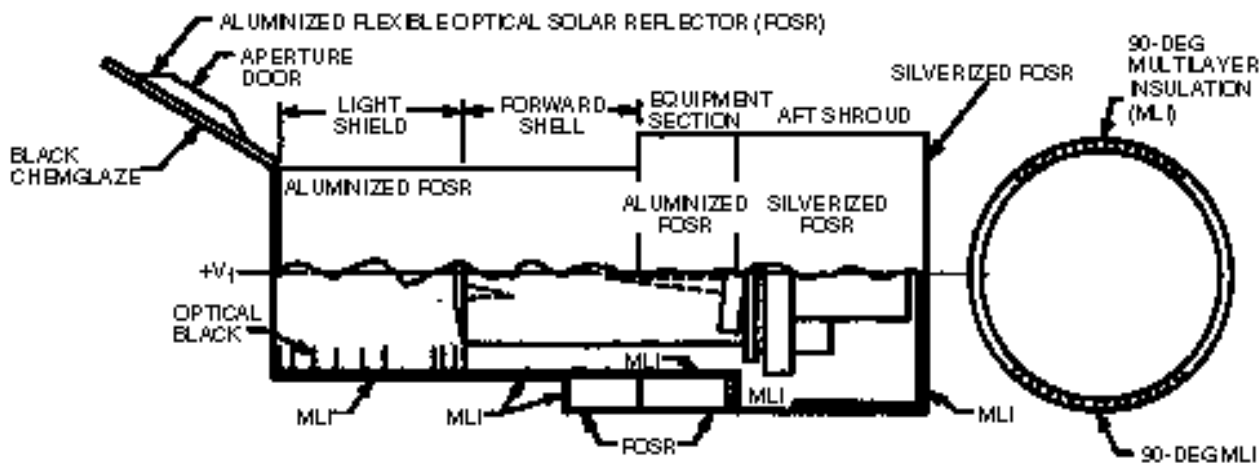 ALUMINIZED FLEXIBLE OPTICAL SOLAR REFLECTOR (FOSR)
APERTURE
DOOR
90-DEG
MULTILAYER
INSULATION
(MLI)
SILVERIZED FOSR
LIGHT
SHIELD
FORWARD
SHELL
EQUIPMENT
SECTION
AFT SHROUD
BLACK
CHEMGLAZE
ALUMINIZED FOSR
ALUMINIZED
FOSR
SILVERIZED
FOSR
+V1
OPTICAL
BLACK
MLI
MLI
MLI
MLI
MLI
FOSR
90-DEG MLI